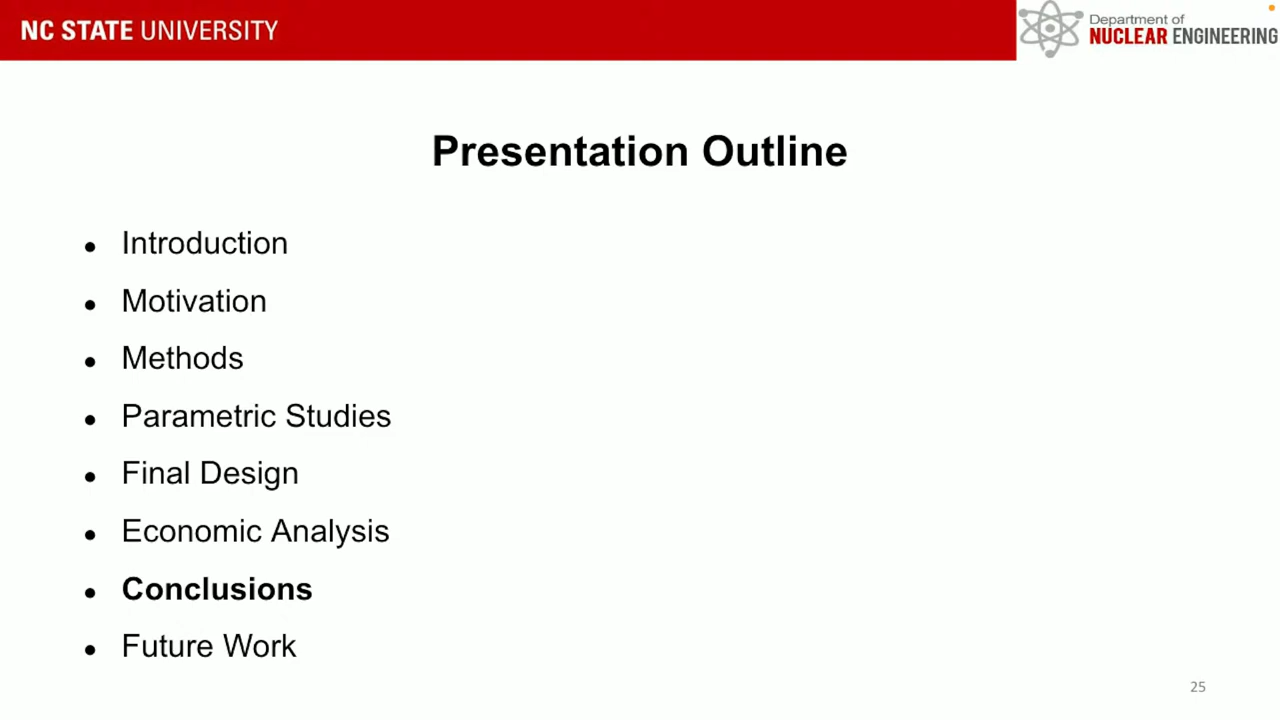 NC STATE UNIVERSITY
Department of
NUCLEAR ENGINEERING
Presentation Outline
● Introduction
● Motivation
● Methods
● Parametric Studies
● Final Design
● Economic Analysis
● Conclusions
● Future Work
25